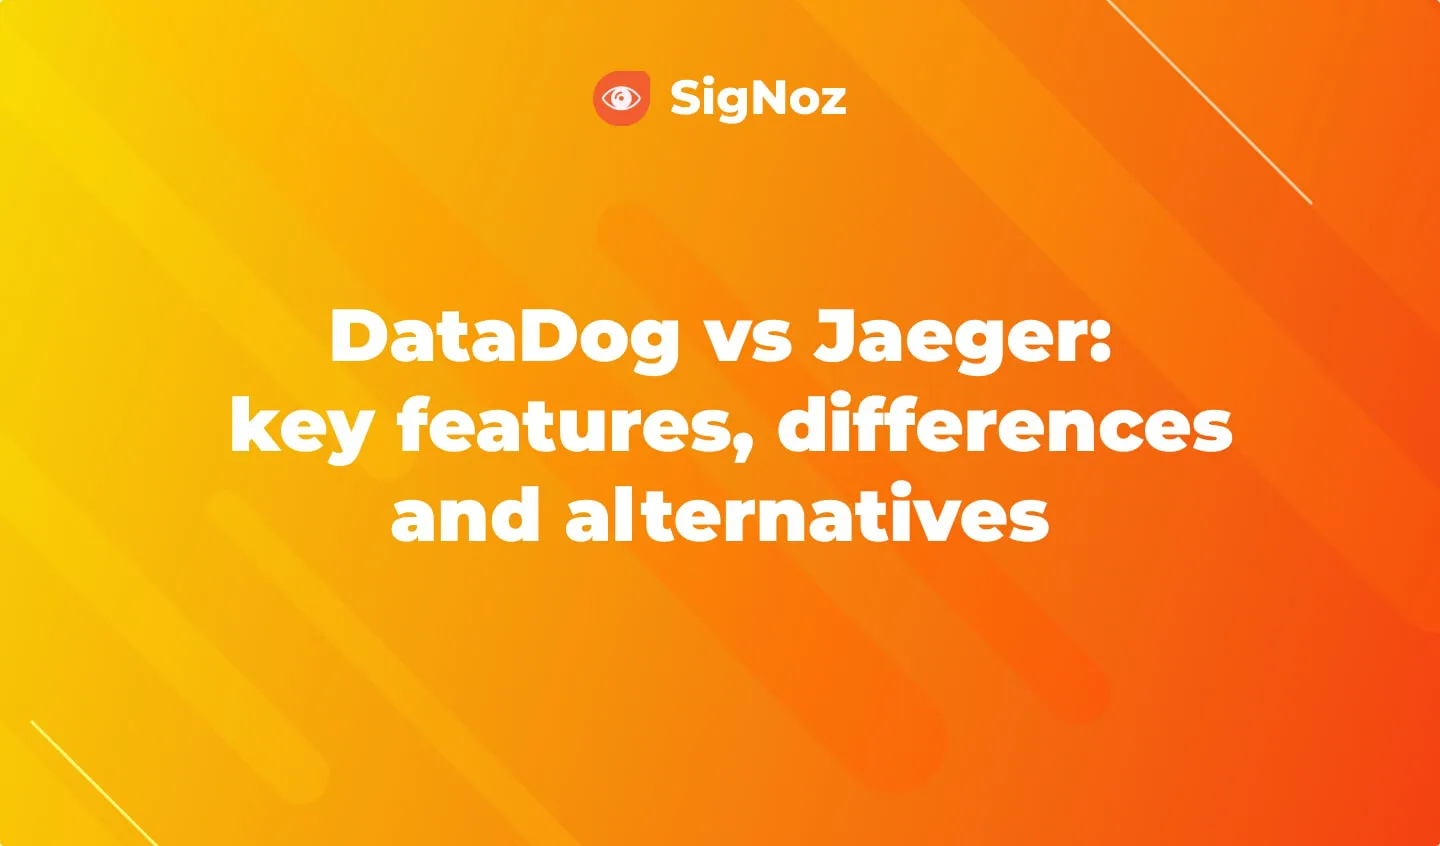 SigNoz
DataDog vs Jaeger:
key features, differences
and alternatives